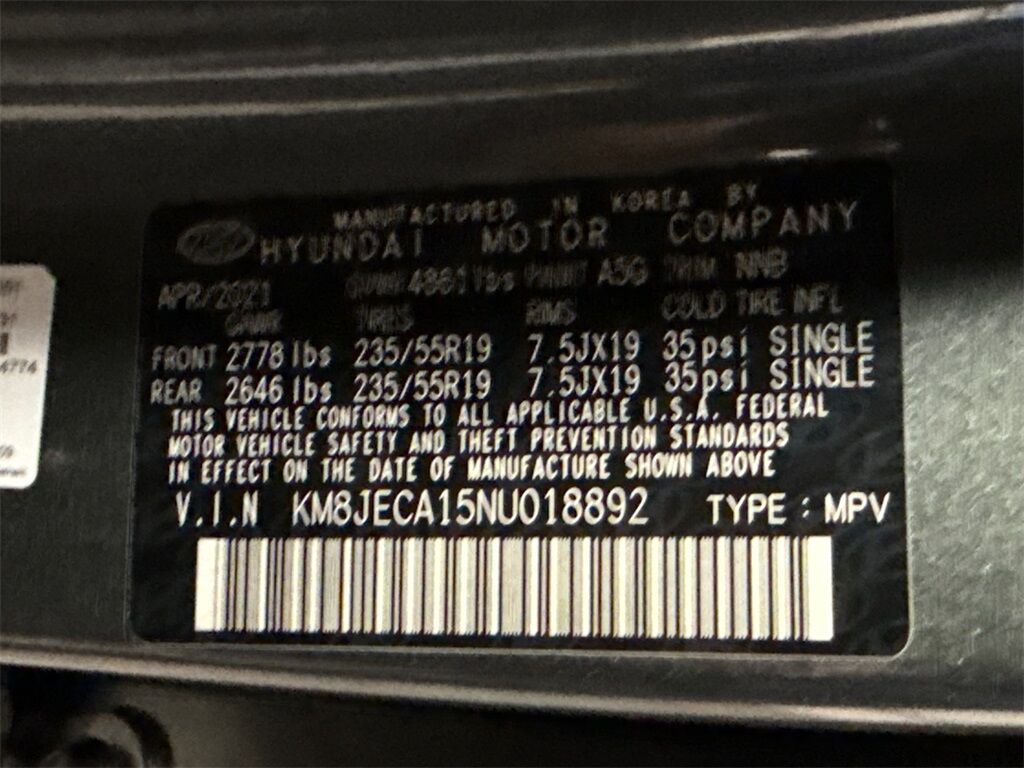 MANUFACTURED IN KOREA BY
HYUNDAI MOTOR COMPANY
APR/2021 GVWR 4861lbs PAINT A5G TRIM NNB
GAWR TIRES RIMS COLD TIRE INFL
FRONT 2778 lbs 235/55R19 7.5JX19 35psi SINGLE
REAR 2646 lbs 235/55R19 7.5JX19 35psi SINGLE
THIS VEHICLE CONFORMS TO ALL APPLICABLE U.S.A. FEDERAL
MOTOR VEHICLE SAFETY AND THEFT PREVENTION STANDARDS
IN EFFECT ON THE DATE OF MANUFACTURE SHOWN ABOVE
V.I.N KM8JECA15NU018892 TYPE : MPV
4774